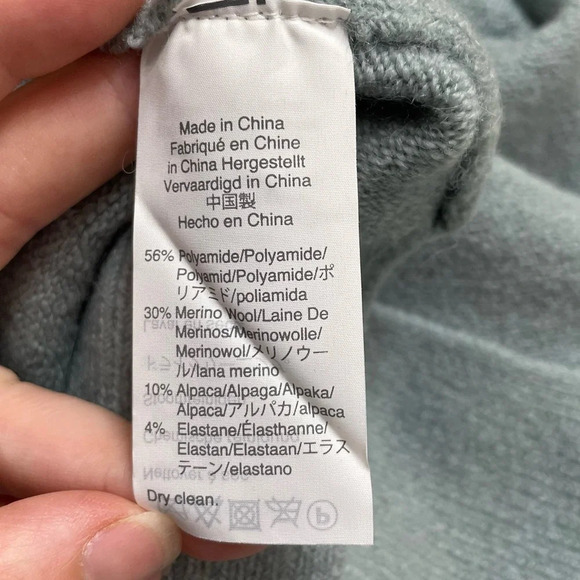 Made in China
Fabriqué en Chine
in China Hergestellt
Vervaardigd in China
中国製
Hecho en China
56% Polyamide/Polyamide/
Polyamid/Polyamide/ポ
リアミド/poliamida
30% Merino Wool/Laine De
Merinos/Merinowolle/
Merinowol/メリノウー
ル/lana merino
10% Alpaca/Alpaga/Alpaka/
Alpaca/アルパカ/alpaca
4% Elastane/Élasthanne/
Elastan/Elastaan/エラス
テーン/elastano
Dry clean.